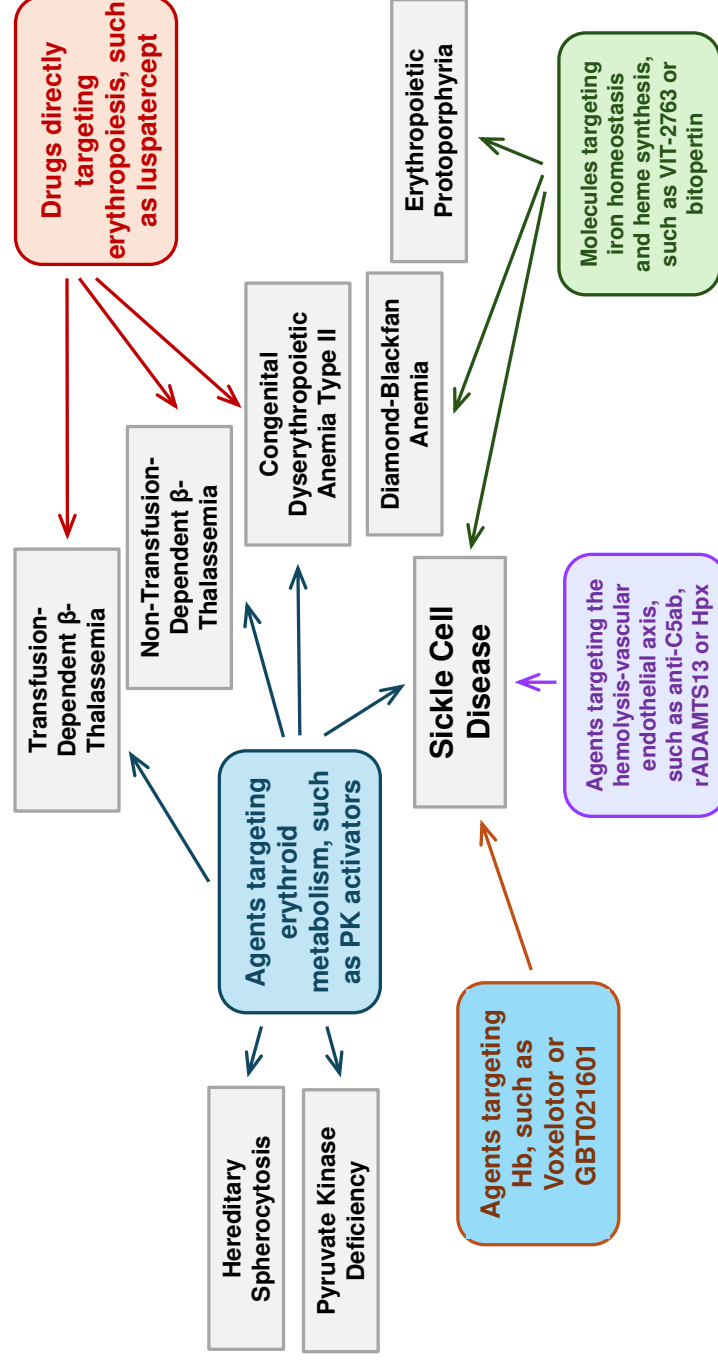 Hereditary
Spherocytosis
Pyruvate Kinase
Deficiency
Agents targeting
Hb, such as
Voxelotor or
GBT021601
Agents targeting
erythroid
metabolism, such
as PK activators
Transfusion-
Dependent β-
Thalassemia
Non-Transfusion-
Dependent β-
Thalassemia
Congenital
Dyserythropoietic
Anemia Type II
Diamond-Blackfan
Anemia
Sickle Cell
Disease
Agents targeting the
hemolysis-vascular
endothelial axis,
such as anti-C5ab,
rADAMTS13 or Hpx
Drugs directly
targeting
erythropoiesis, such
as luspatercept
Erythropoietic
Protoporphyria
Molecules targeting
iron homeostasis
and heme synthesis,
such as VIT-2763 or
bitopertin